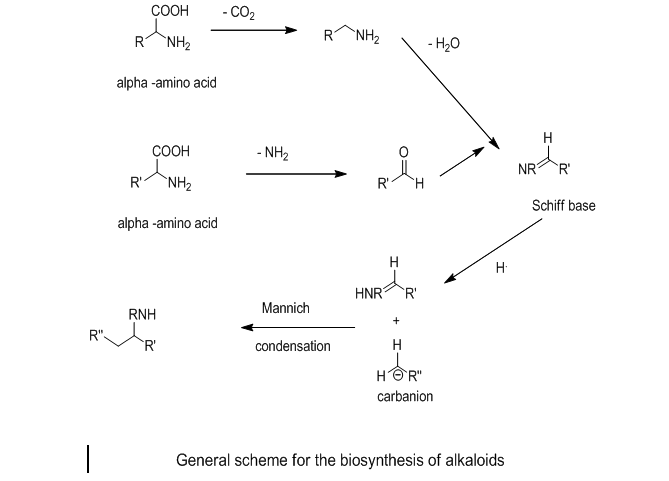 COOH
- CO2
R NH2
R NH2
- H2O
alpha -amino acid
COOH
- NH2
O
H
R' NH2
R' H
NR R'
alpha -amino acid
Schiff base
H
H·
HNR R'
Mannich
RNH
+
R"
R'
condensation
H
H ⊖ R"
carbanion
General scheme for the biosynthesis of alkaloids